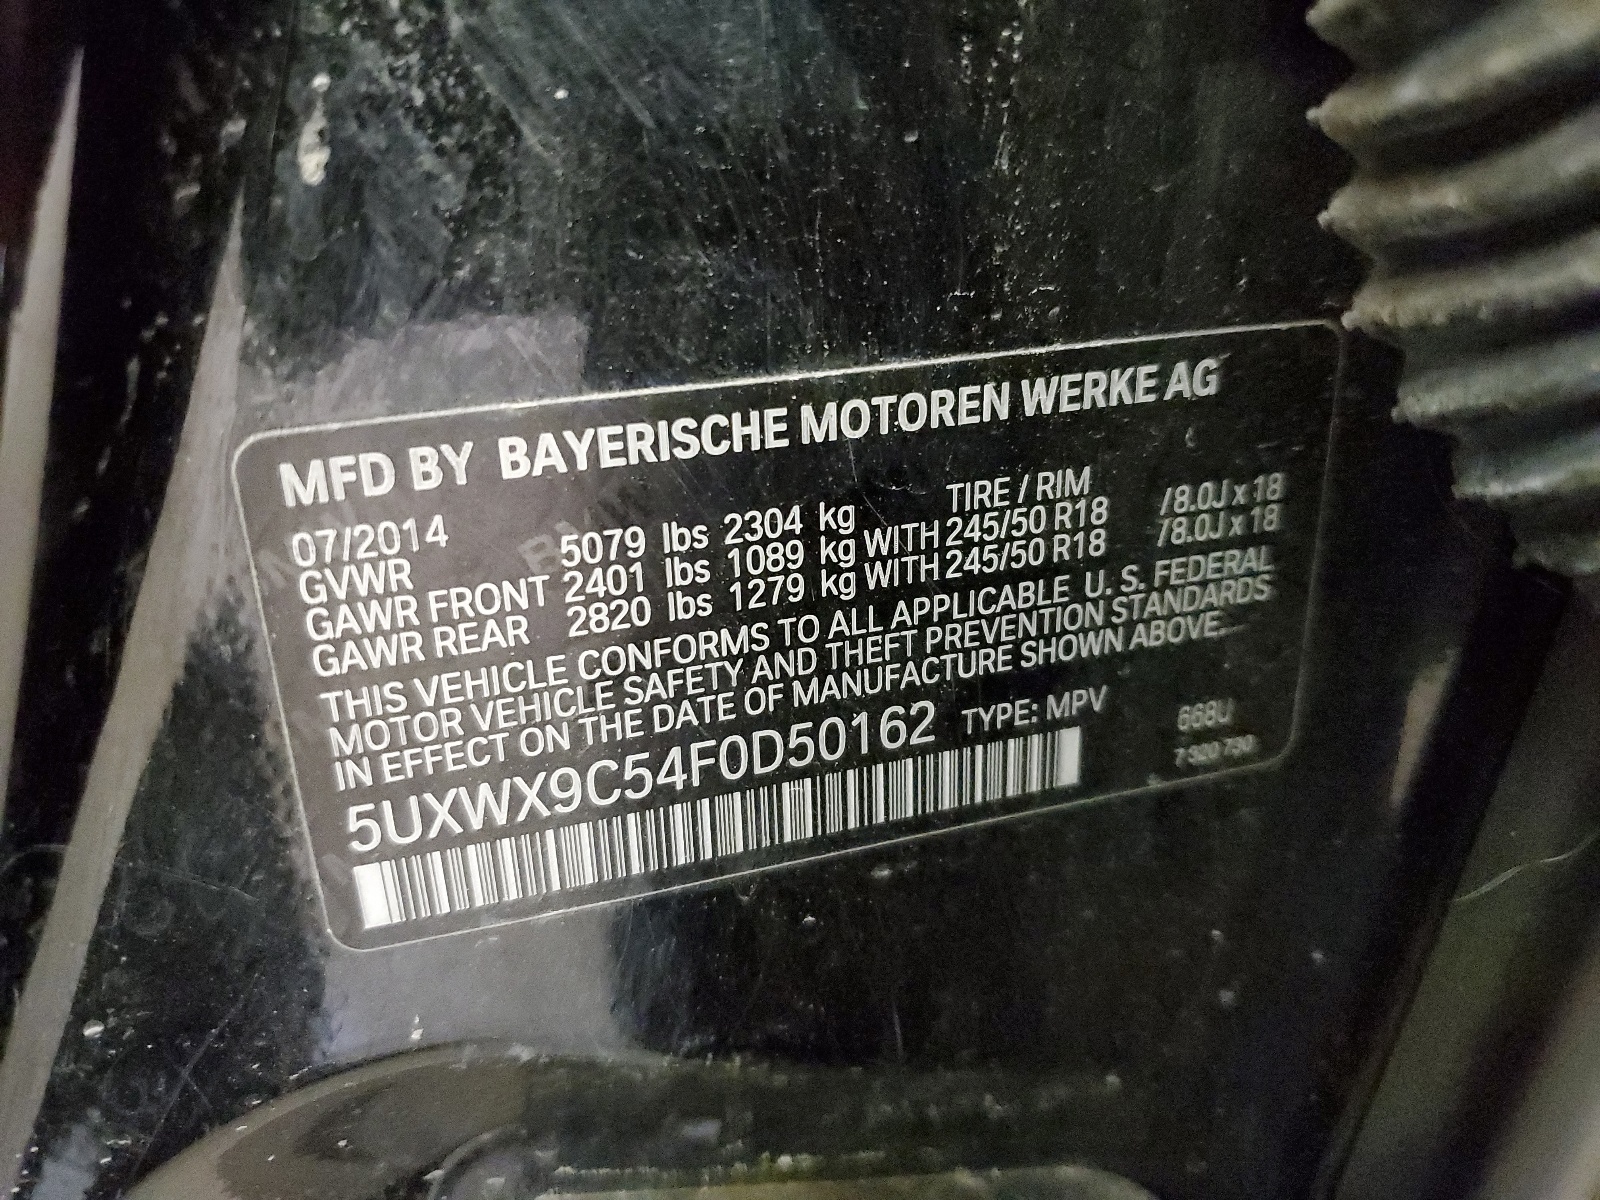 MFD BY BAYERISCHE MOTOREN WERKE AG
07/2014 TIRE / RIM
GVWR 5079 lbs 2304 kg
GAWR FRONT 2401 lbs 1089 kg WITH 245/50 R18 /8.0J x 18
GAWR REAR 2820 lbs 1279 kg WITH 245/50 R18 /8.0J x 18
THIS VEHICLE CONFORMS TO ALL APPLICABLE U. S. FEDERAL
MOTOR VEHICLE SAFETY AND THEFT PREVENTION STANDARDS
IN EFFECT ON THE DATE OF MANUFACTURE SHOWN ABOVE.
5UXWX9C54F0D50162 TYPE: MPV 668U